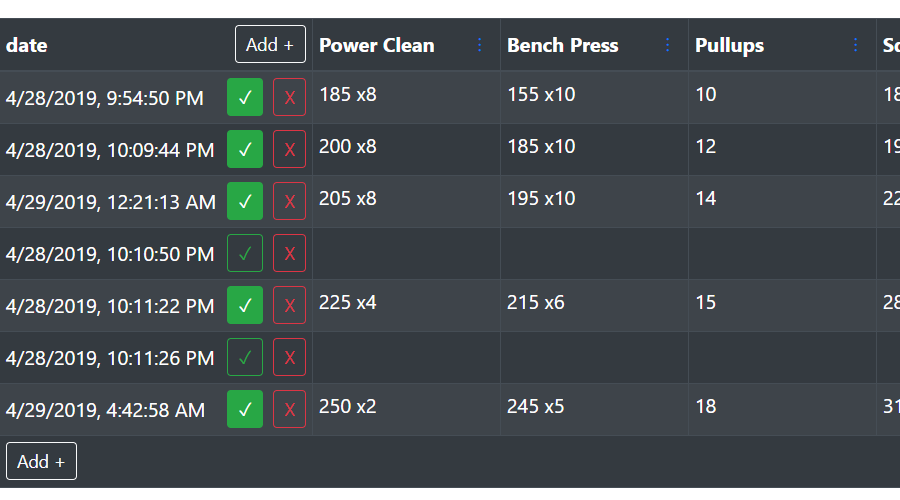 date Add + Power Clean ⋮ Bench Press ⋮ Pullups ⋮
4/28/2019, 9:54:50 PM ✓ X 185 x8 155 x10 10 18
4/28/2019, 10:09:44 PM ✓ X 200 x8 185 x10 12 19
4/29/2019, 12:21:13 AM ✓ X 205 x8 195 x10 14 22
4/28/2019, 10:10:50 PM ✓ X
4/28/2019, 10:11:22 PM ✓ X 225 x4 215 x6 15 28
4/28/2019, 10:11:26 PM ✓ X
4/29/2019, 4:42:58 AM ✓ X 250 x2 245 x5 18 31
Add +